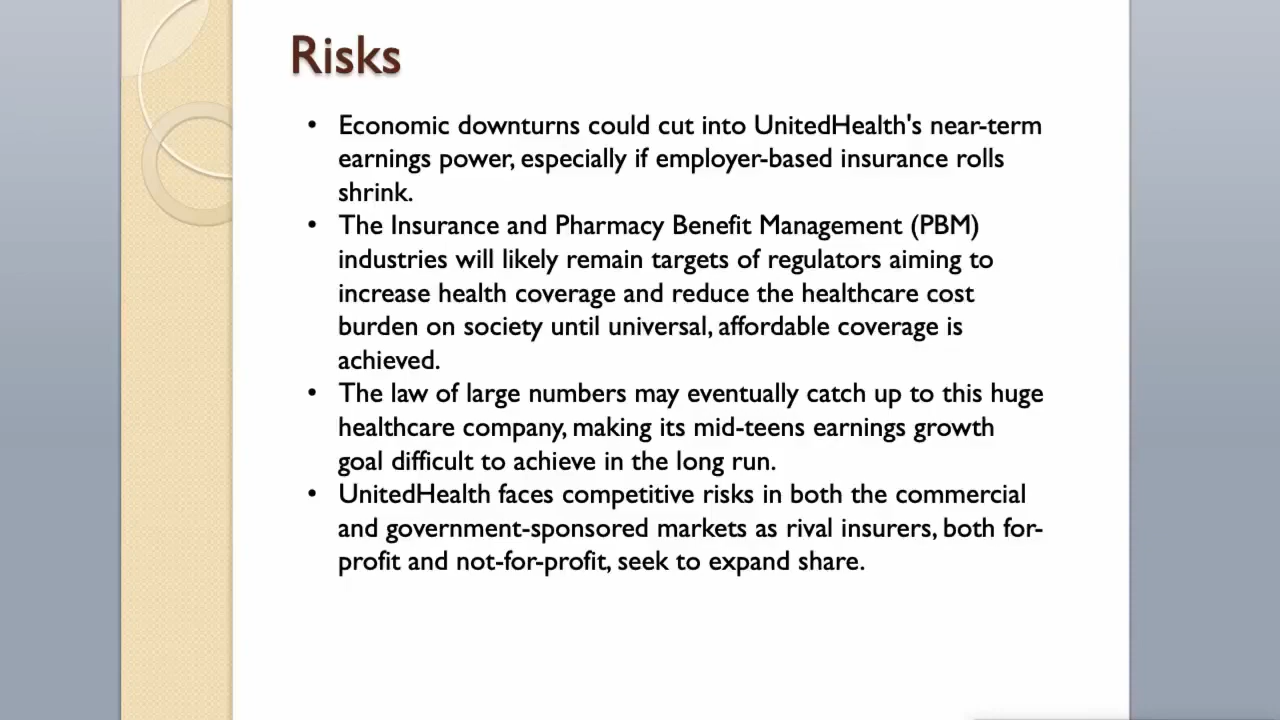 Risks
• Economic downturns could cut into UnitedHealth's near-term
earnings power, especially if employer-based insurance rolls
shrink.
• The Insurance and Pharmacy Benefit Management (PBM)
industries will likely remain targets of regulators aiming to
increase health coverage and reduce the healthcare cost
burden on society until universal, affordable coverage is
achieved.
• The law of large numbers may eventually catch up to this huge
healthcare company, making its mid-teens earnings growth
goal difficult to achieve in the long run.
• UnitedHealth faces competitive risks in both the commercial
and government-sponsored markets as rival insurers, both for-
profit and not-for-profit, seek to expand share.